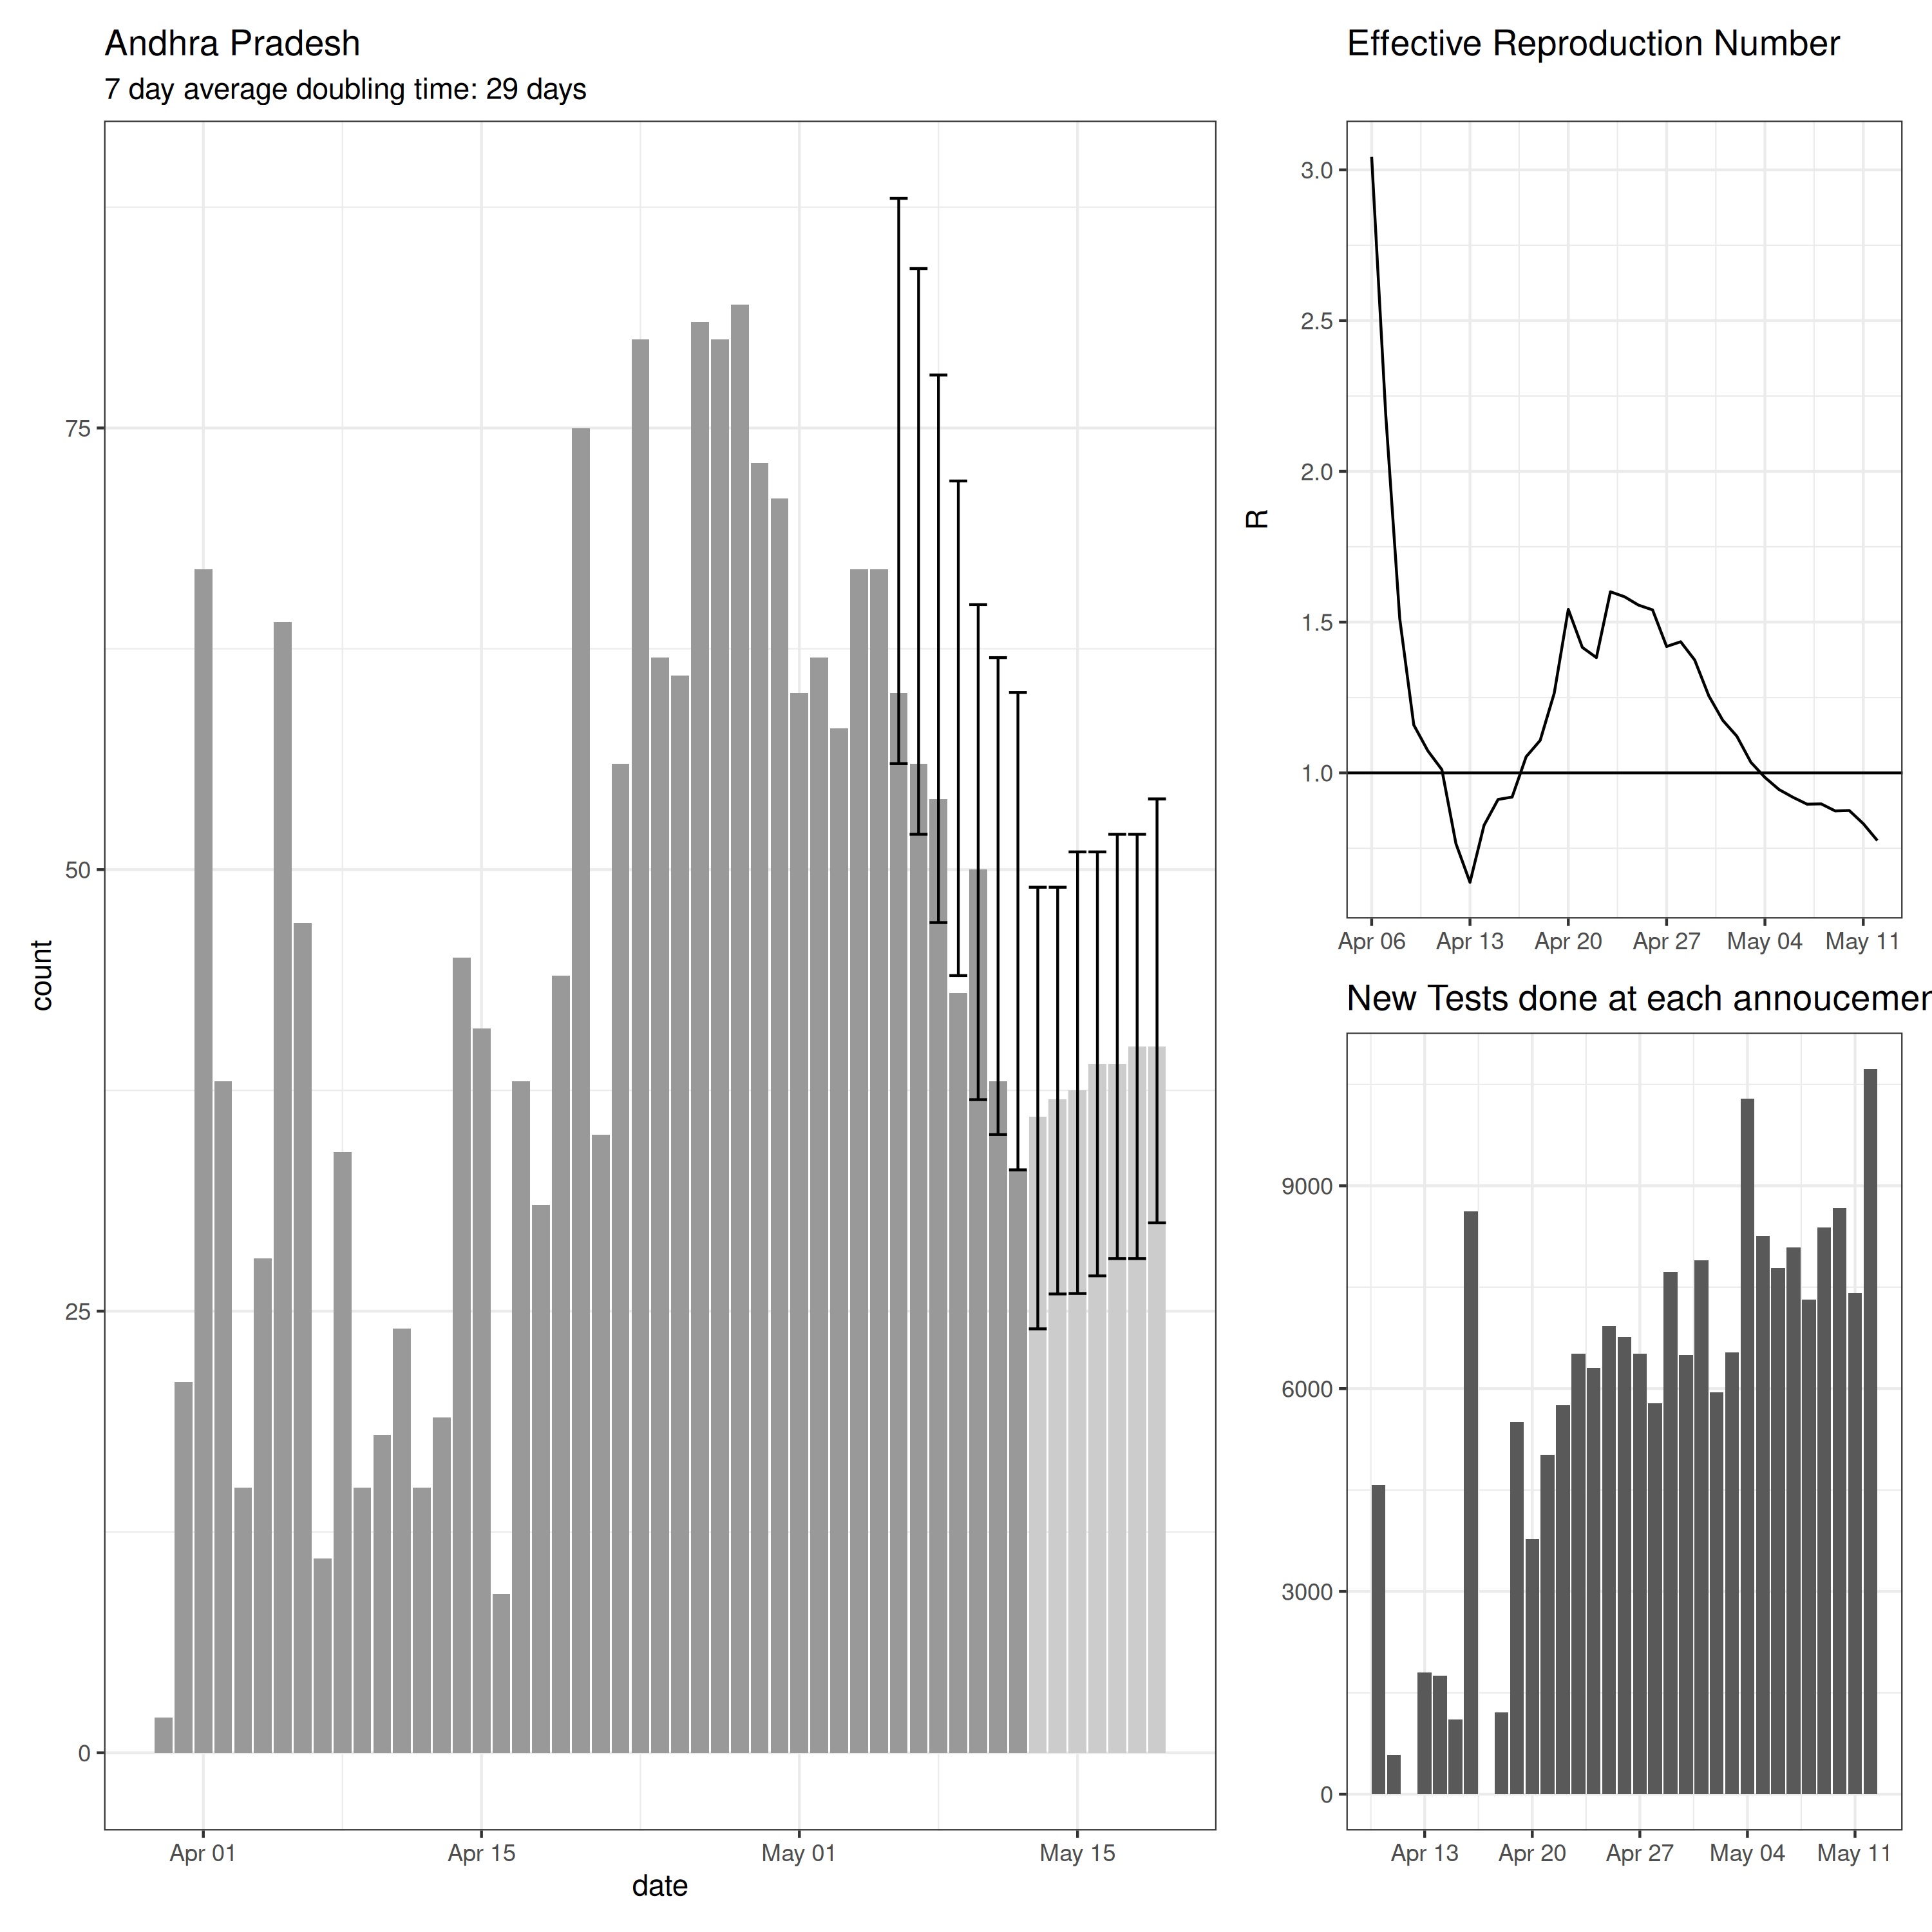 Andhra Pradesh
7 day average doubling time: 29 days
count
75
50
25
0
Apr 01 Apr 15 May 01 May 15
date
Effective Reproduction Number
R
3.0
2.5
2.0
1.5
1.0
Apr 06 Apr 13 Apr 20 Apr 27 May 04 May 11
New Tests done at each annoucemen
9000
6000
3000
0
Apr 13 Apr 20 Apr 27 May 04 May 11